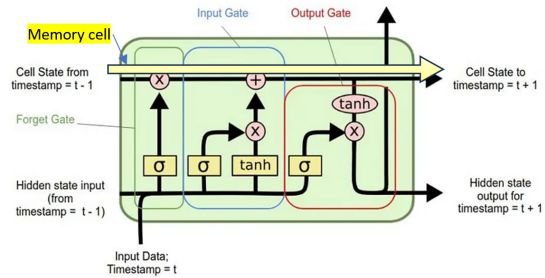 Input Gate
Output Gate
Memory cell
Cell State from
timestamp = t - 1
x
+
Cell State to
timestamp = t + 1
tanh
Forget Gate
x
x
σ
σ
tanh
σ
Hidden state input
(from
timestamp = t - 1)
Hidden state
output for
timestamp = t + 1
Input Data;
Timestamp = t